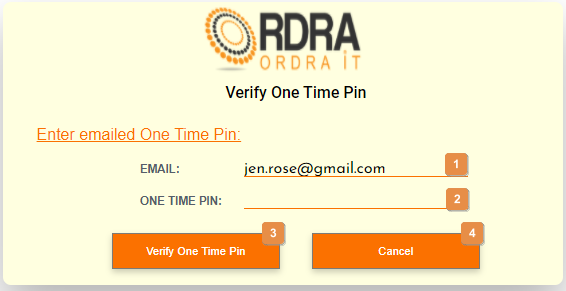 ORDRA
ORDRA iT
Verify One Time Pin
Enter emailed One Time Pin:
EMAIL: jen.rose@gmail.com 1
ONE TIME PIN: 2
Verify One Time Pin 3 Cancel 4